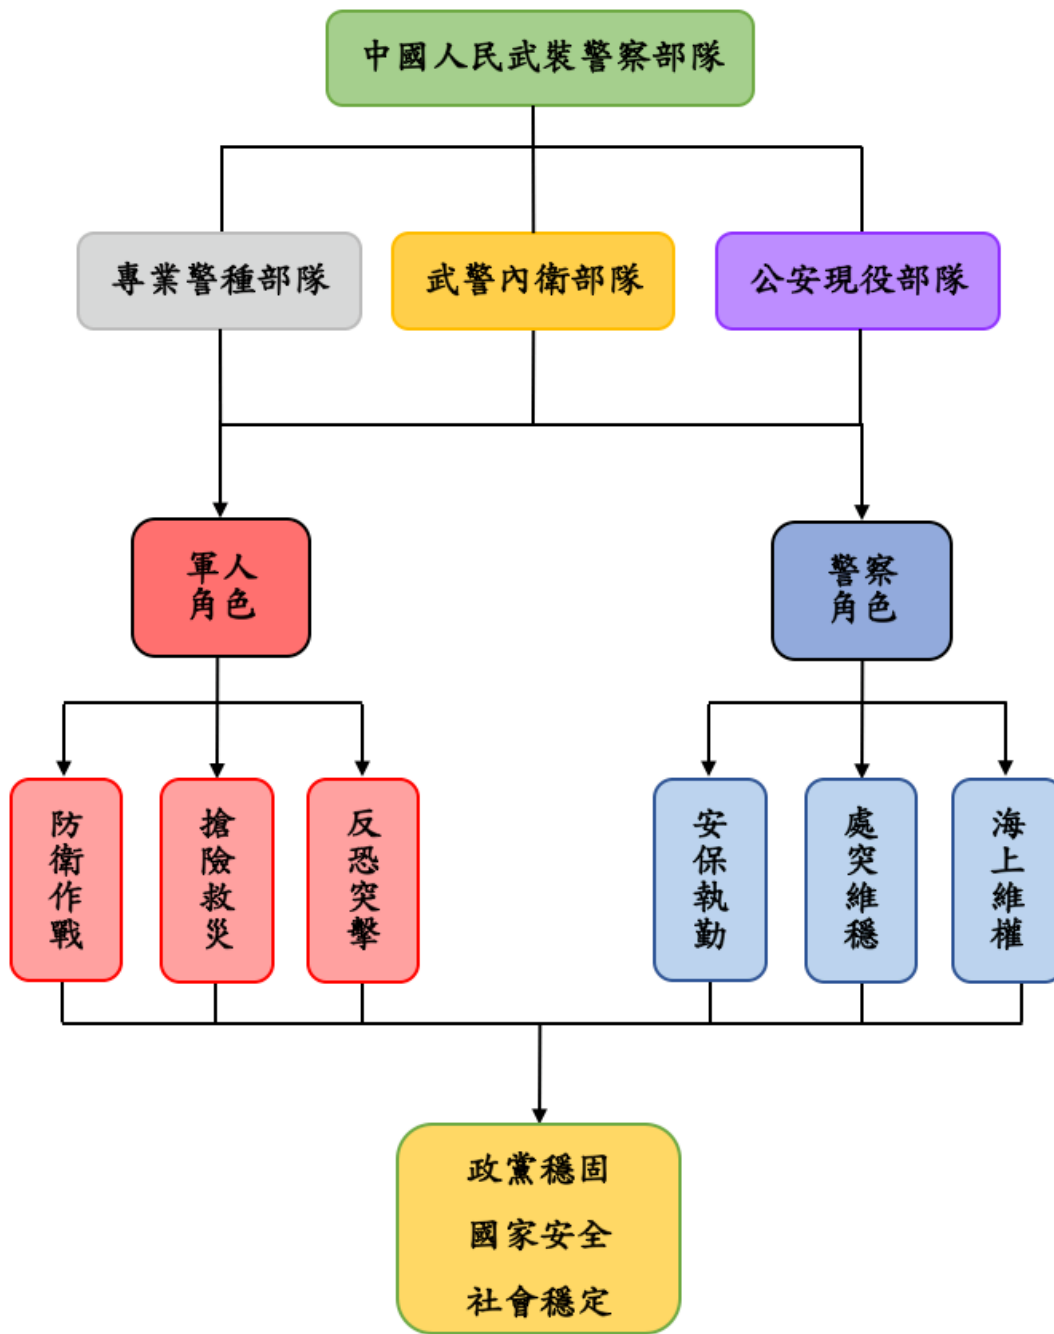 中國人民武裝警察部隊
專業警種部隊
武警內衛部隊
公安現役部隊
軍人
角色
警察
角色
防衛作戰
搶險救災
反恐突擊
安保執勤
處突維穩
海上維權
政黨穩固
國家安全
社會穩定